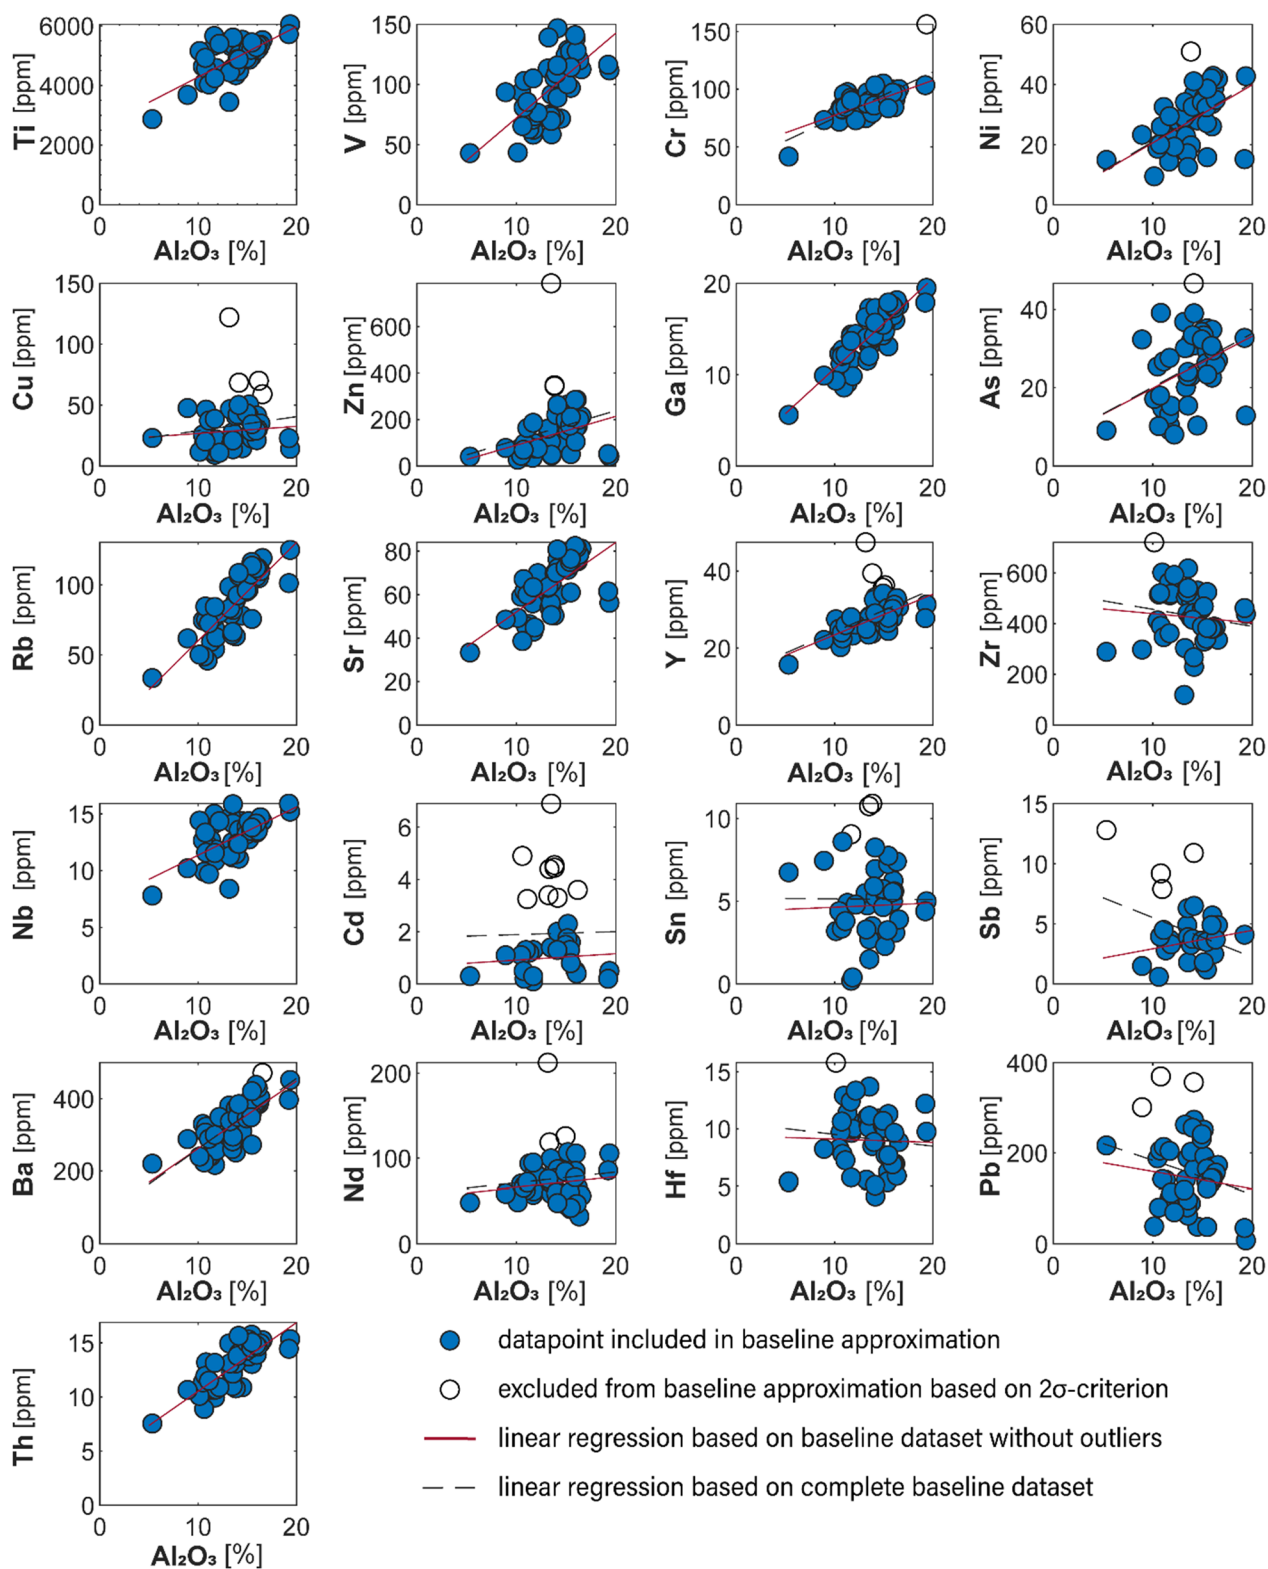 Ti [ppm]
6000
4000
2000
0
0 10 20
Al₂O₃ [%]
V [ppm]
150
100
50
0
0 10 20
Al₂O₃ [%]
Cr [ppm]
150
100
50
0
0 10 20
Al₂O₃ [%]
Ni [ppm]
60
40
20
0
0 10 20
Al₂O₃ [%]
Cu [ppm]
150
100
50
0
0 10 20
Al₂O₃ [%]
Zn [ppm]
600
400
200
0
0 10 20
Al₂O₃ [%]
Ga [ppm]
20
10
0
0 10 20
Al₂O₃ [%]
As [ppm]
40
20
0
0 10 20
Al₂O₃ [%]
Rb [ppm]
100
50
0
0 10 20
Al₂O₃ [%]
Sr [ppm]
80
60
40
20
0
0 10 20
Al₂O₃ [%]
Y [ppm]
40
20
0
0 10 20
Al₂O₃ [%]
Zr [ppm]
600
400
200
0
0 10 20
Al₂O₃ [%]
Nb [ppm]
15
10
5
0
0 10 20
Al₂O₃ [%]
Cd [ppm]
6
4
2
0
0 10 20
Al₂O₃ [%]
Sn [ppm]
10
5
0
0 10 20
Al₂O₃ [%]
Sb [ppm]
15
10
5
0
0 10 20
Al₂O₃ [%]
Ba [ppm]
400
200
0
0 10 20
Al₂O₃ [%]
Nd [ppm]
200
100
0
0 10 20
Al₂O₃ [%]
Hf [ppm]
15
10
5
0
0 10 20
Al₂O₃ [%]
Pb [ppm]
400
200
0
0 10 20
Al₂O₃ [%]
Th [ppm]
15
10
5
0
0 10 20
Al₂O₃ [%]
datapoint included in baseline approximation
excluded from baseline approximation based on 2σ-criterion
linear regression based on baseline dataset without outliers
linear regression based on complete baseline dataset